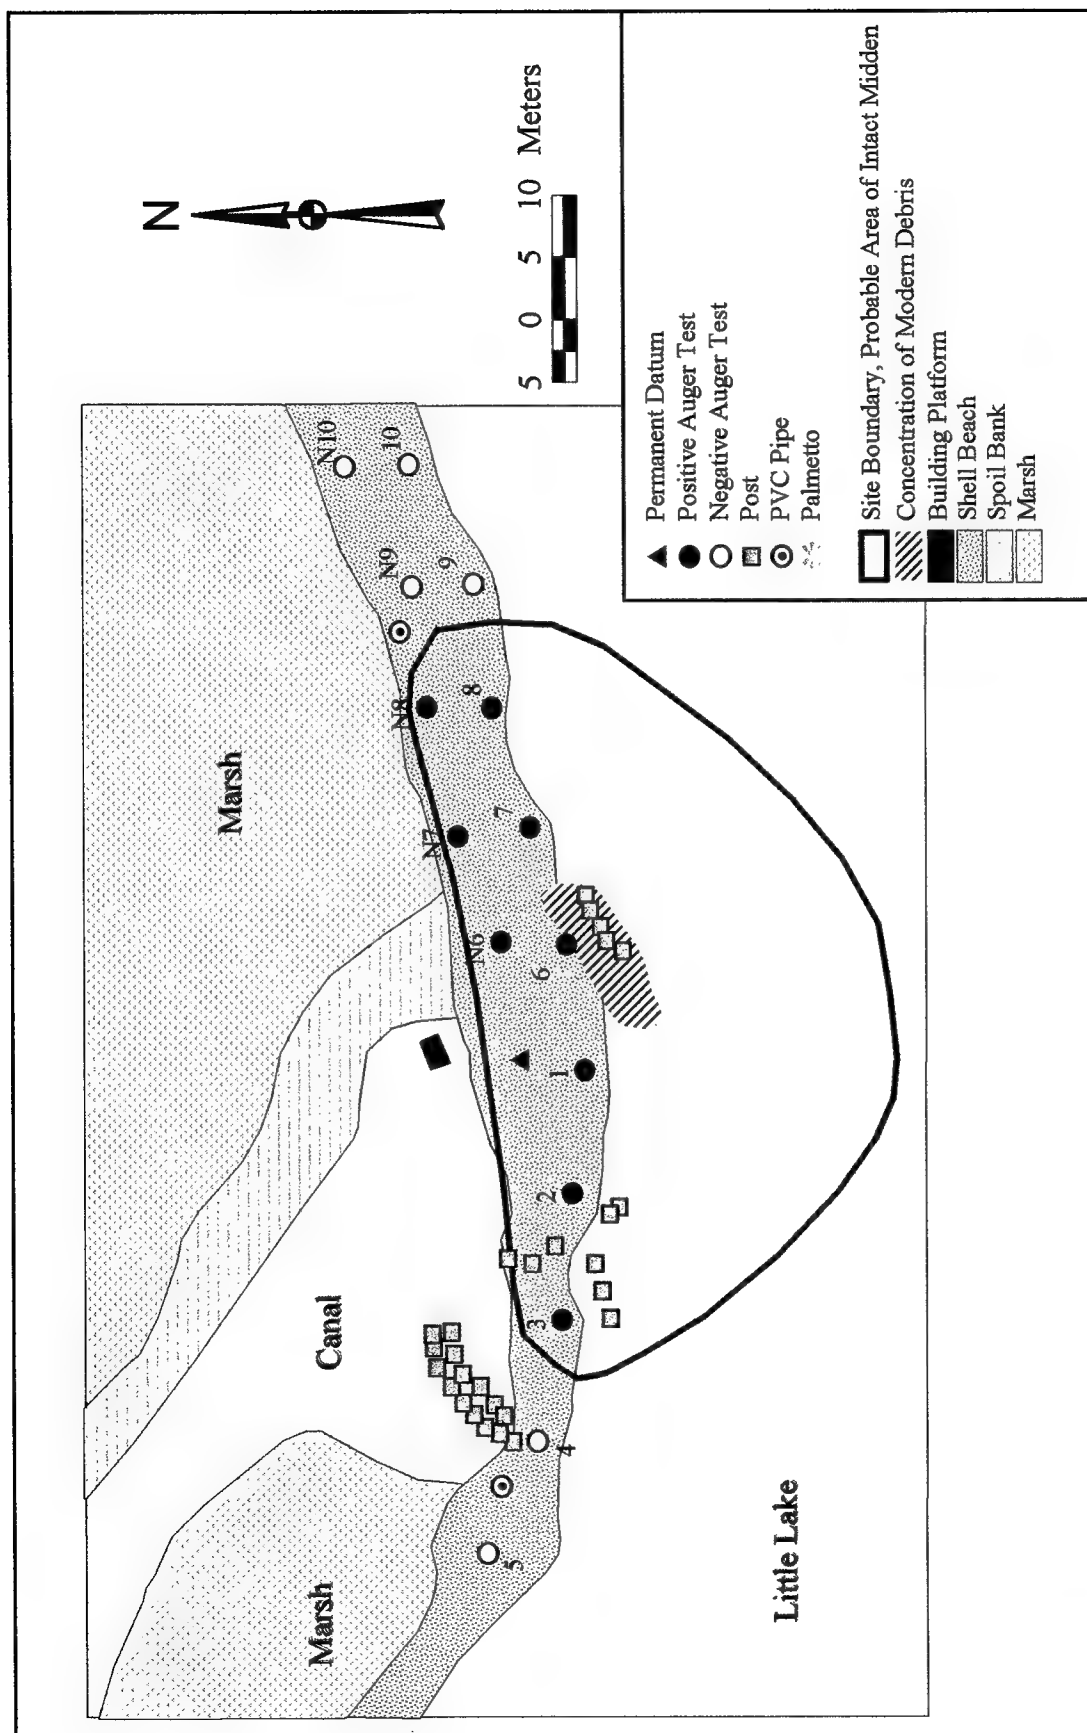 N
5 0 5 10 Meters
Marsh
Marsh
Canal
Little Lake
N10
10
N9
9
N8
8
N7
7
N6
6
1
2
3
4
5
Permanent Datum
Positive Auger Test
Negative Auger Test
Post
PVC Pipe
Palmetto
Site Boundary, Probable Area of Intact Midden
Concentration of Modern Debris
Building Platform
Shell Beach
Spoil Bank
Marsh